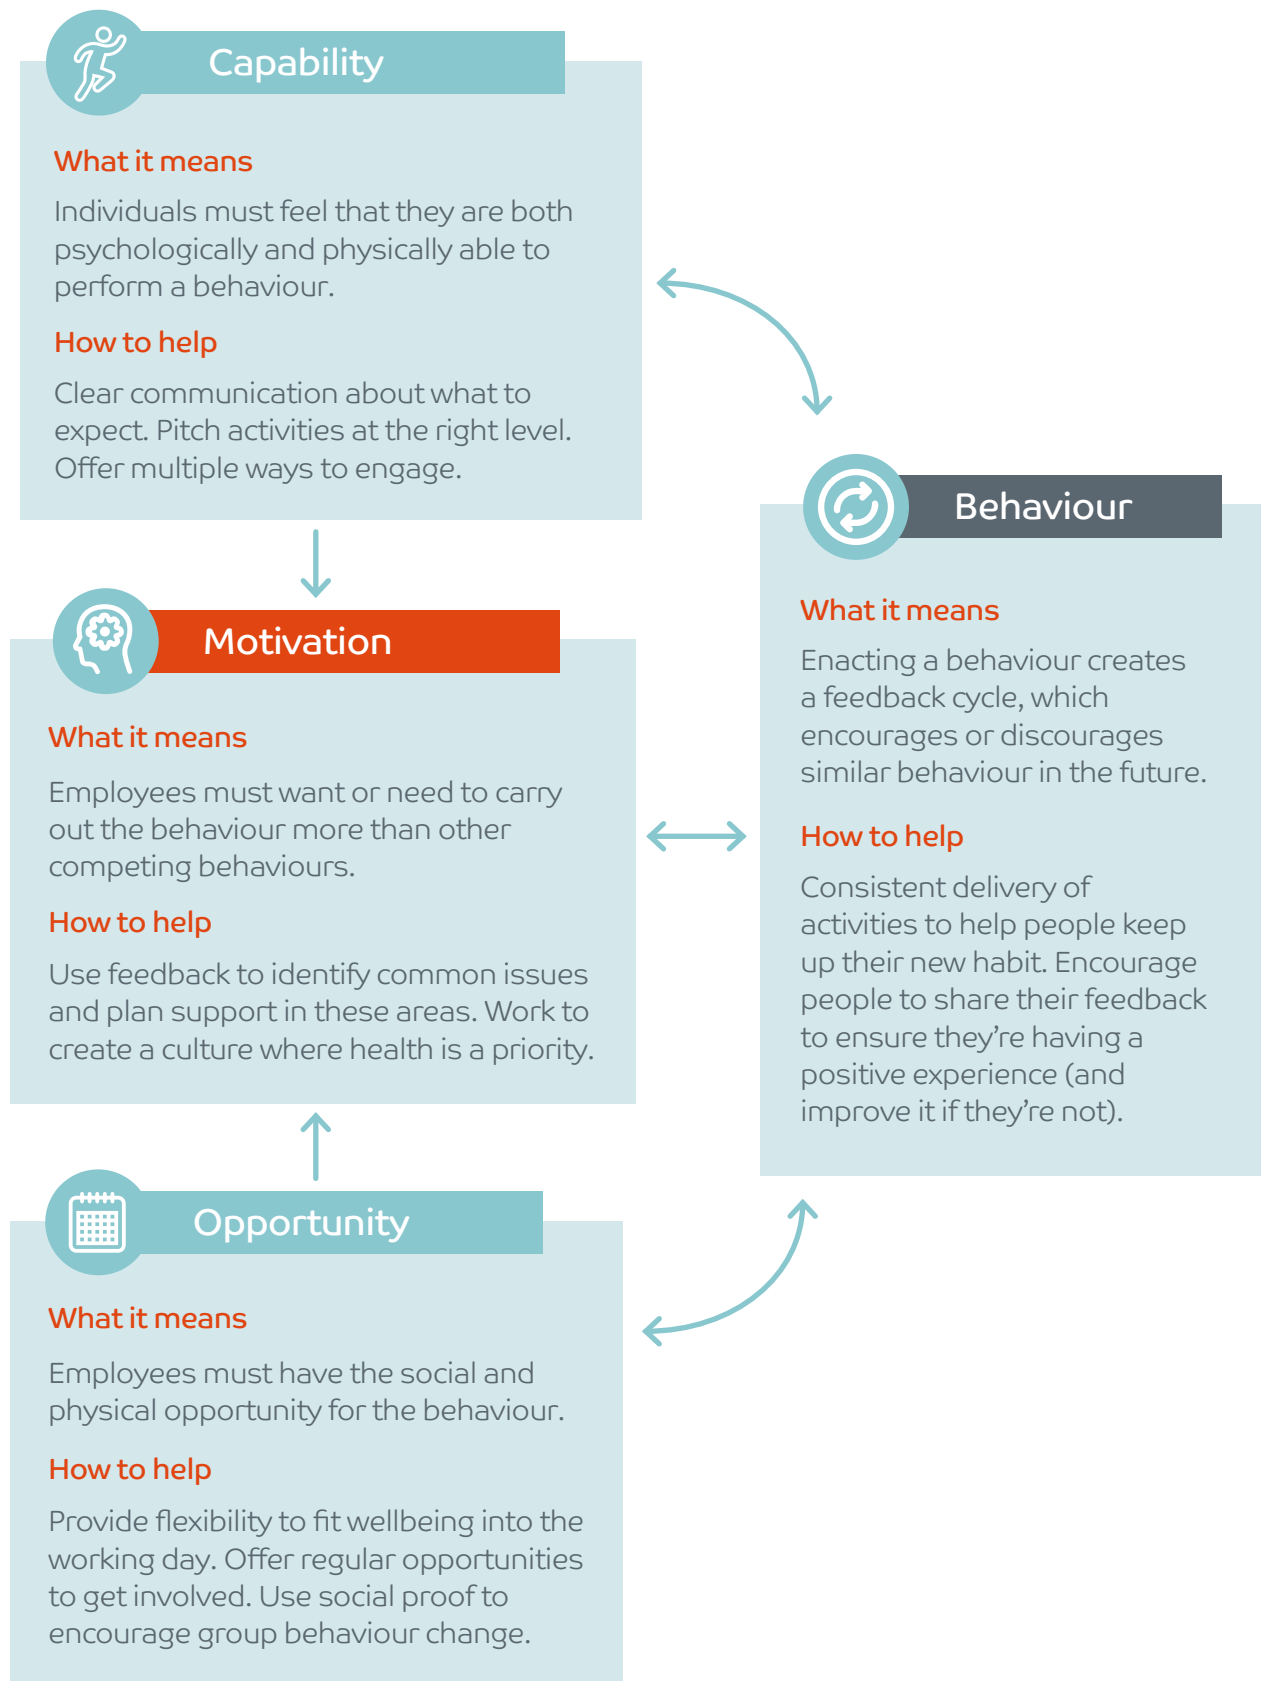 Capability
What it means
Individuals must feel that they are both
psychologically and physically able to
perform a behaviour.
How to help
Clear communication about what to
expect. Pitch activities at the right level.
Offer multiple ways to engage.
Motivation
What it means
Employees must want or need to carry
out the behaviour more than other
competing behaviours.
How to help
Use feedback to identify common issues
and plan support in these areas. Work to
create a culture where health is a priority.
Opportunity
What it means
Employees must have the social and
physical opportunity for the behaviour.
How to help
Provide flexibility to fit wellbeing into the
working day. Offer regular opportunities
to get involved. Use social proof to
encourage group behaviour change.
Behaviour
What it means
Enacting a behaviour creates
a feedback cycle, which
encourages or discourages
similar behaviour in the future.
How to help
Consistent delivery of
activities to help people keep
up their new habit. Encourage
people to share their feedback
to ensure they’re having a
positive experience (and
improve it if they’re not).